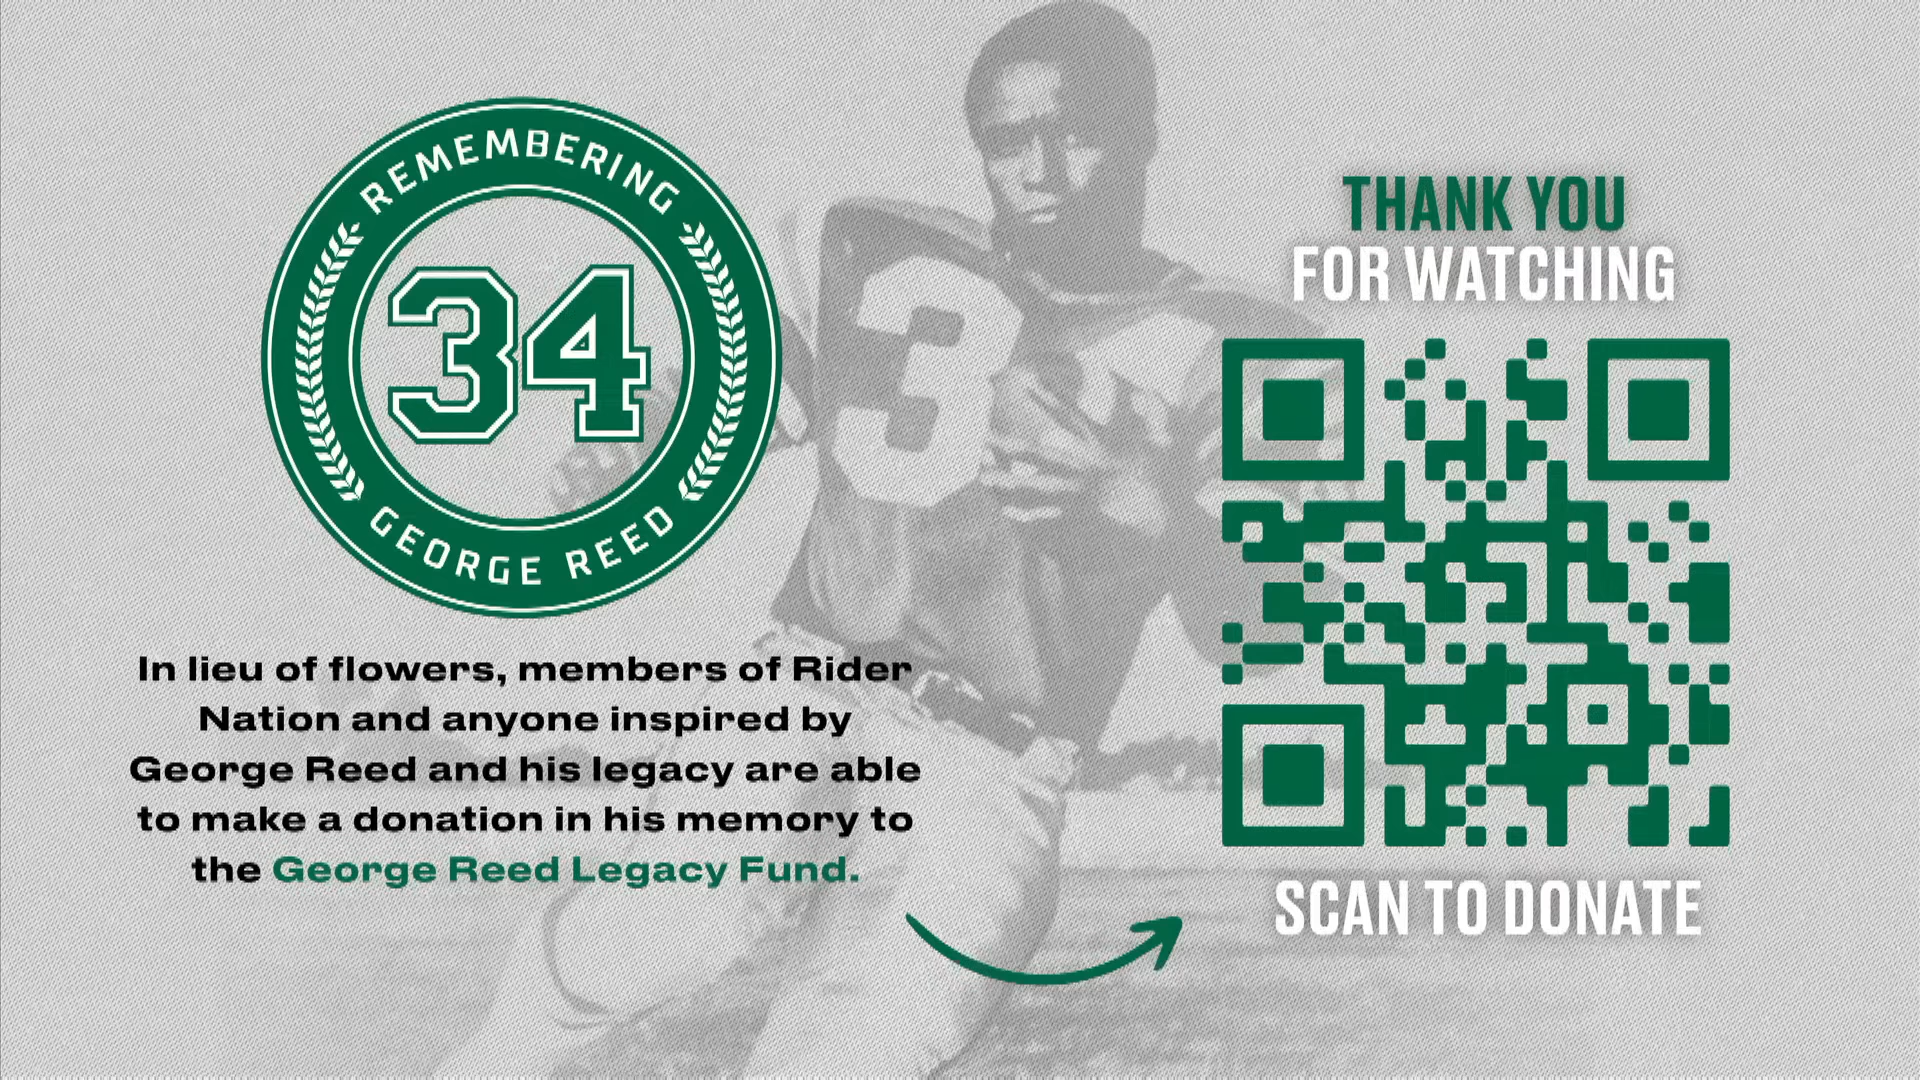 REMEMBERING
34
GEORGE REED
In lieu of flowers, members of Rider
Nation and anyone inspired by
George Reed and his legacy are able
to make a donation in his memory to
the George Reed Legacy Fund.
3
THANK YOU
FOR WATCHING
SCAN TO DONATE